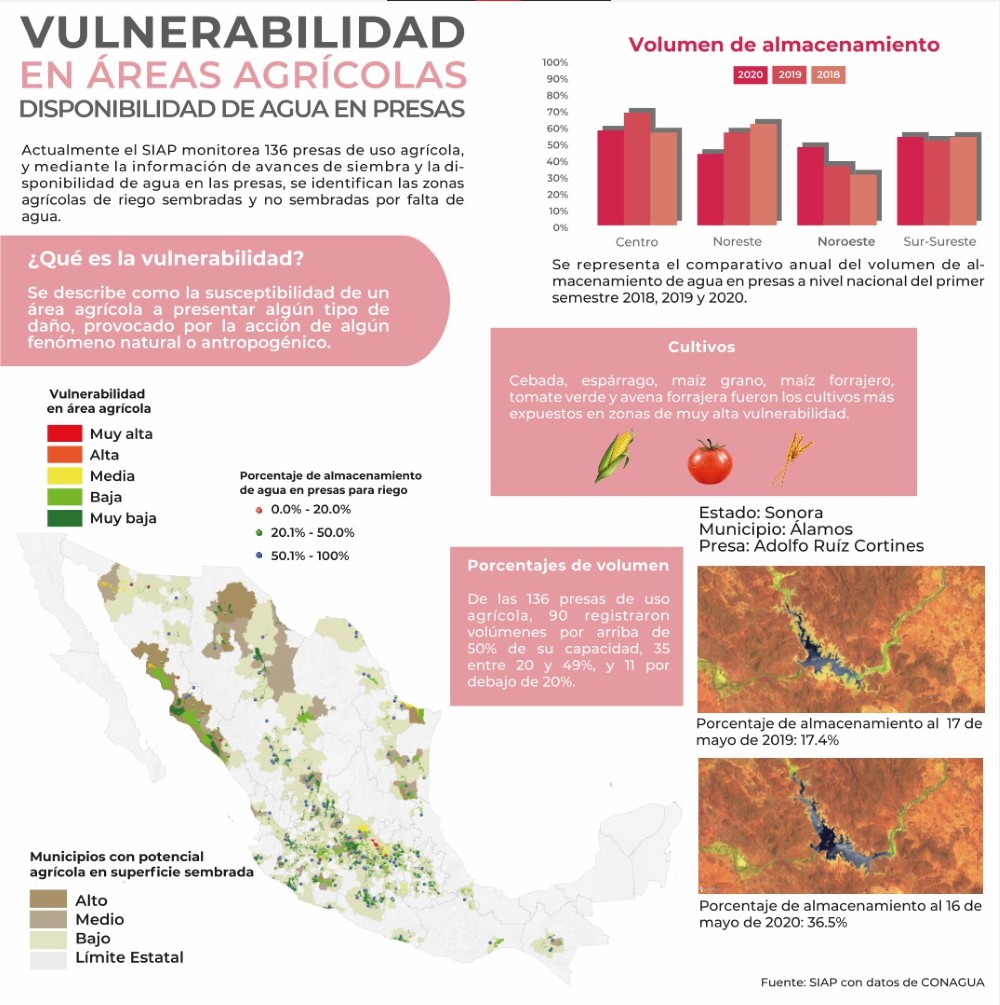 VULNERABILIDAD
EN ÁREAS AGRÍCOLAS
DISPONIBILIDAD DE AGUA EN PRESAS
Actualmente el SIAP monitorea 136 presas de uso agrícola,
y mediante la información de avances de siembra y la di-
sponibilidad de agua en las presas, se identifican las zonas
agrícolas de riego sembradas y no sembradas por falta de
agua.
¿Qué es la vulnerabilidad?
Se describe como la susceptibilidad de un
área agrícola a presentar algún tipo de
daño, provocado por la acción de algún
fenómeno natural o antropogénico.
Volumen de almacenamiento
2020 2019 2018
100%
90%
80%
70%
60%
50%
40%
30%
20%
10%
0%
Centro Noreste Noroeste Sur-Sureste
Se representa el comparativo anual del volumen de al-
macenamiento de agua en presas a nivel nacional del primer
semestre 2018, 2019 y 2020.
Cultivos
Cebada, espárrago, maíz grano, maíz forrajero,
tomate verde y avena forrajera fueron los cultivos más
expuestos en zonas de muy alta vulnerabilidad.
Vulnerabilidad
en área agrícola
Muy alta
Alta
Media
Baja
Muy baja
Porcentaje de almacenamiento
de agua en presas para riego
0.0% - 20.0%
20.1% - 50.0%
50.1% - 100%
Porcentajes de volumen
De las 136 presas de uso
agrícola, 90 registraron
volúmenes por arriba de
50% de su capacidad, 35
entre 20 y 49%, y 11 por
debajo de 20%.
Estado: Sonora
Municipio: Álamos
Presa: Adolfo Ruíz Cortines
Porcentaje de almacenamiento al 17 de
mayo de 2019: 17.4%
Porcentaje de almacenamiento al 16 de
mayo de 2020: 36.5%
Municipios con potencial
agrícola en superficie sembrada
Alto
Medio
Bajo
Límite Estatal
Fuente: SIAP con datos de CONAGUA